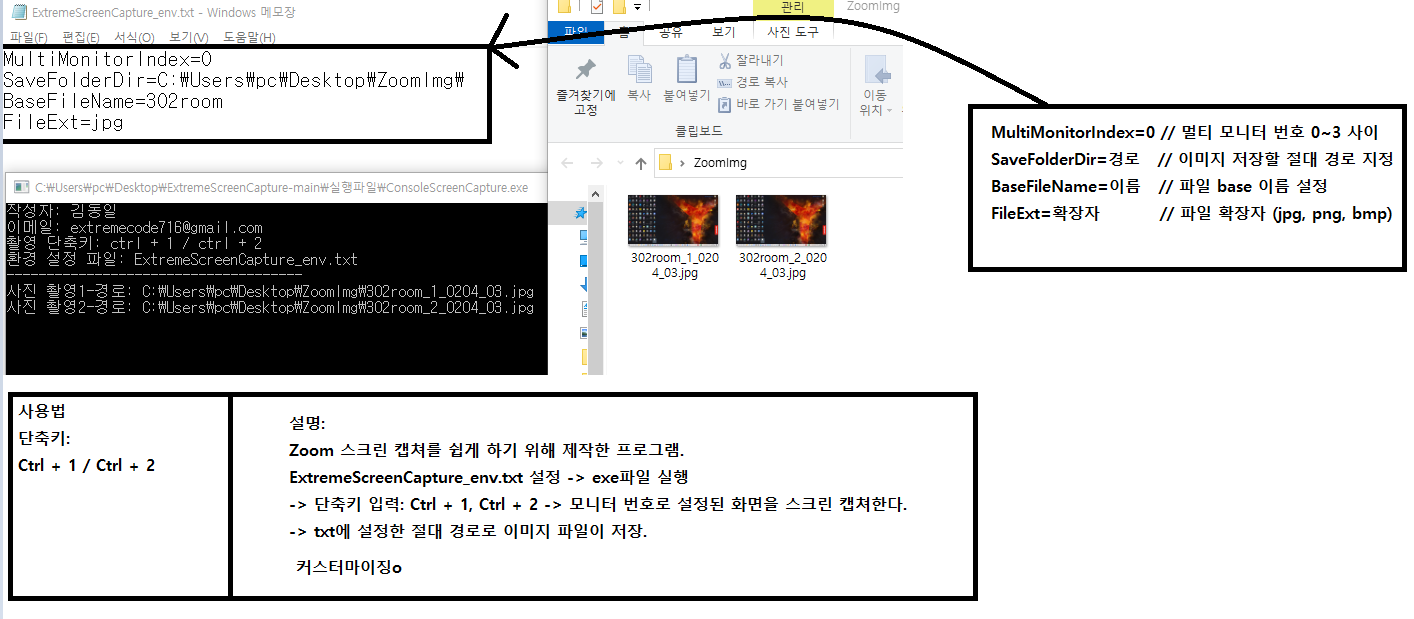 ExtremeScreenCapture_env.txt - Windows 메모장
파일(F) 편집(E) 서식(O) 보기(V) 도움말(H)
MultiMonitorIndex=0
SaveFolderDir=C:₩Users₩pc₩Desktop₩ZoomImg₩
BaseFileName=302room
FileExt=jpg
관리 ZoomImg
파일 홈 공유 보기 사진 도구
즐겨찾기에
고정
복사
붙여넣기
잘라내기
경로 복사
바로 가기 붙여넣기
이동
위치
클립보드
ZoomImg
302room_1_020
4_03.jpg
302room_2_020
4_03.jpg
MultiMonitorIndex=0 // 멀티 모니터 번호 0~3 사이
SaveFolderDir=경로 // 이미지 저장할 절대 경로 지정
BaseFileName=이름 // 파일 base 이름 설정
FileExt=확장자 // 파일 확장자 (jpg, png, bmp)
C:₩Users₩pc₩Desktop₩ExtremeScreenCapture-main₩실행파일₩ConsoleScreenCapture.exe
작성자: 김동일
이메일: extremecode716@gmail.com
촬영 단축키: ctrl + 1 / ctrl + 2
환경 설정 파일: ExtremeScreenCapture_env.txt
--------------------------------
사진 촬영1-경로: C:₩Users₩pc₩Desktop₩ZoomImg₩302room_1_0204_03.jpg
사진 촬영2-경로: C:₩Users₩pc₩Desktop₩ZoomImg₩302room_2_0204_03.jpg
사용법
단축키:
Ctrl + 1 / Ctrl + 2
설명:
Zoom 스크린 캡쳐를 쉽게 하기 위해 제작한 프로그램.
ExtremeScreenCapture_env.txt 설정 -> exe파일 실행
-> 단축키 입력: Ctrl + 1, Ctrl + 2 -> 모니터 번호로 설정된 화면을 스크린 캡쳐한다.
-> txt에 설정한 절대 경로로 이미지 파일이 저장.
커스터마이징o